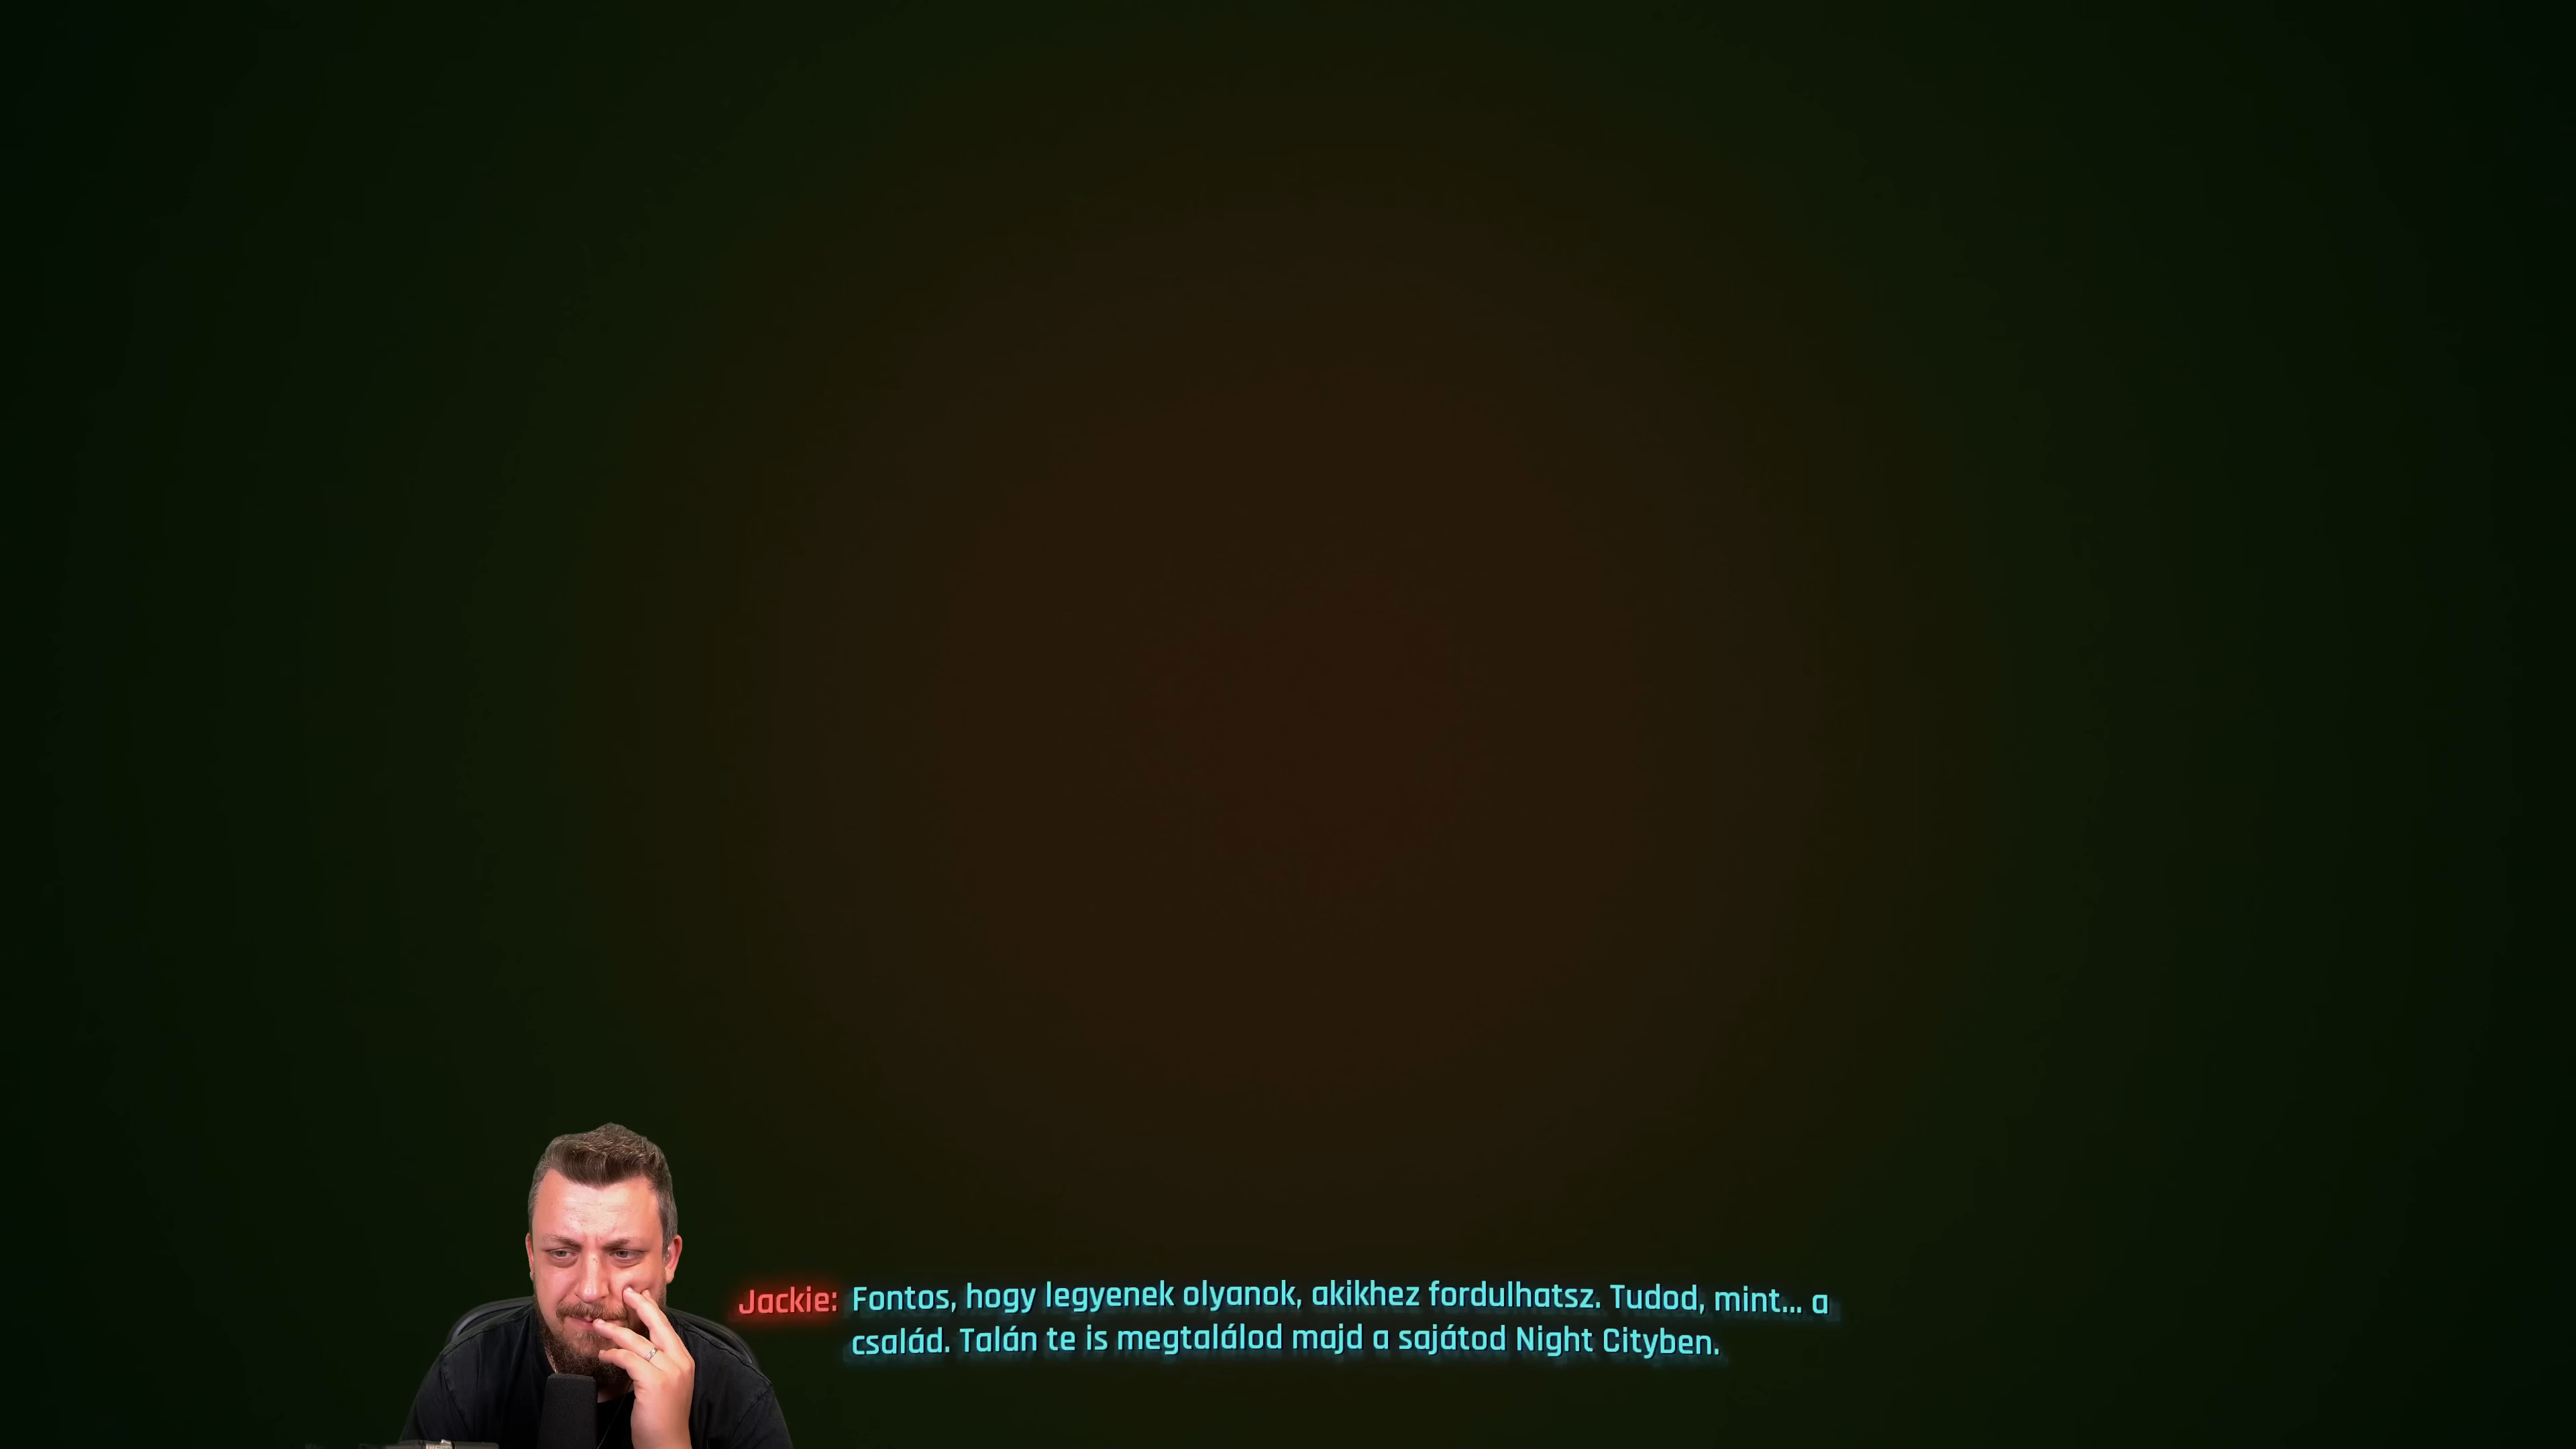 Jackie: Fontos, hogy legyenek olyanok, akikhez fordulhatsz. Tudod, mint... a
család. Talán te is megtalálod majd a sajátod Night Cityben.